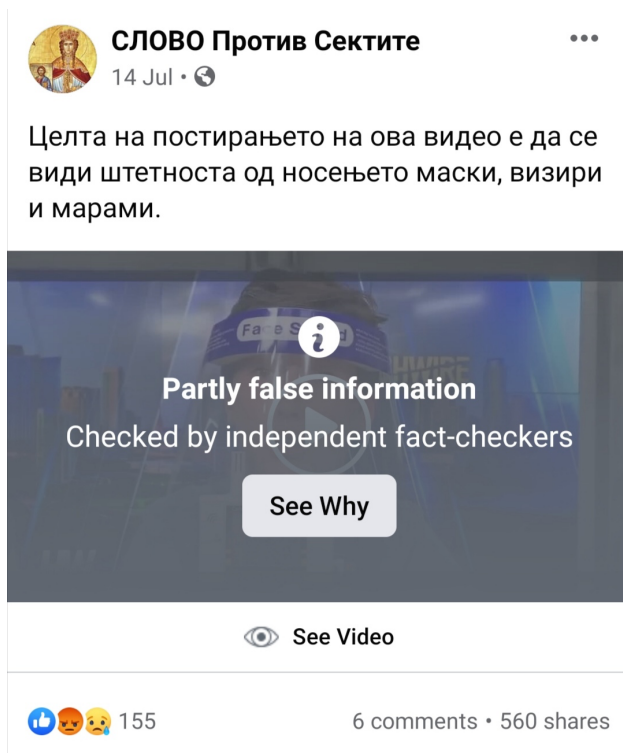 СЛОВО Против Сектите
14 Jul
Целта на постирањето на ова видео е да се
види штетноста од носењето маски, визири
и марами.
Partly false information
Checked by independent fact-checkers
See Why
See Video
155
6 comments • 560 shares